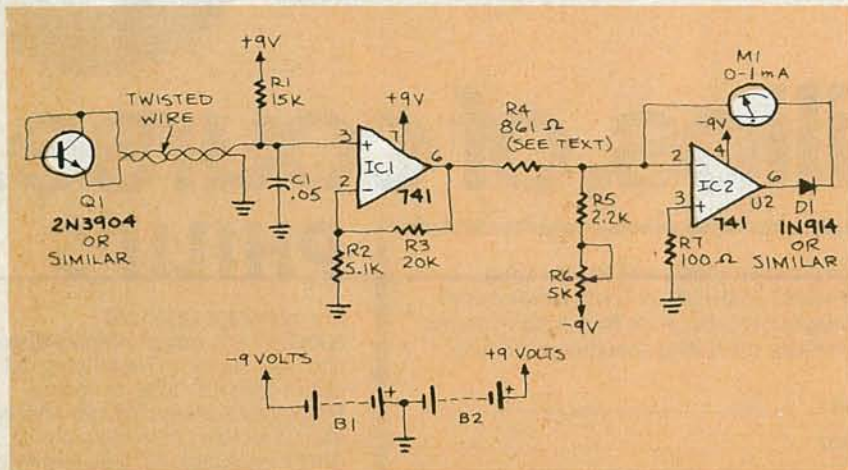 +9V
R1
15K
TWISTED
WIRE
Q1
2N3904
OR
SIMILAR
C1
.05
3
+
2
−
IC1
741
+9V
7
6
R2
5.1K
R3
20K
R4
861 Ω
(SEE TEXT)
R5
2.2K
R6
5K
-9V
M1
0-1 mA
-9V
4
2
−
3
+
IC2
741
6
U2
R7
100 Ω
D1
1N914
OR
SIMILAR
-9 VOLTS
+9 VOLTS
+
B1
+
B2